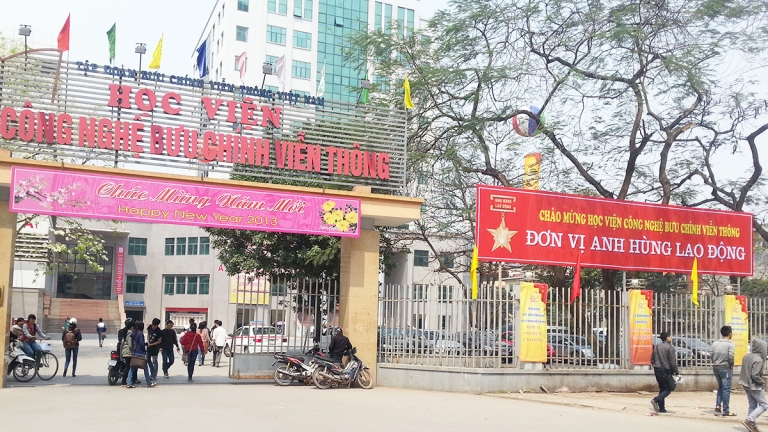 TẬP ĐOÀN BƯU CHÍNH VIỄN THÔNG VIỆT NAM
HỌC VIỆN
CÔNG NGHỆ BƯU CHÍNH VIỄN THÔNG
Chúc Mừng Năm Mới
Happy New Year 2013
CHÀO MỪNG HỌC VIỆN CÔNG NGHỆ BƯU CHÍNH VIỄN THÔNG
ĐƠN VỊ ANH HÙNG LAO ĐỘNG